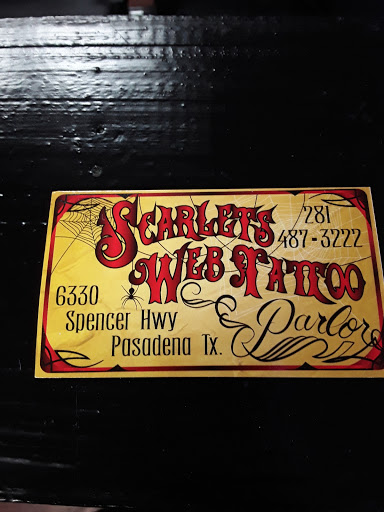 Scarlets
Web Tattoo
Parlor
281
487-3222
6330
Spencer Hwy
Pasadena Tx.